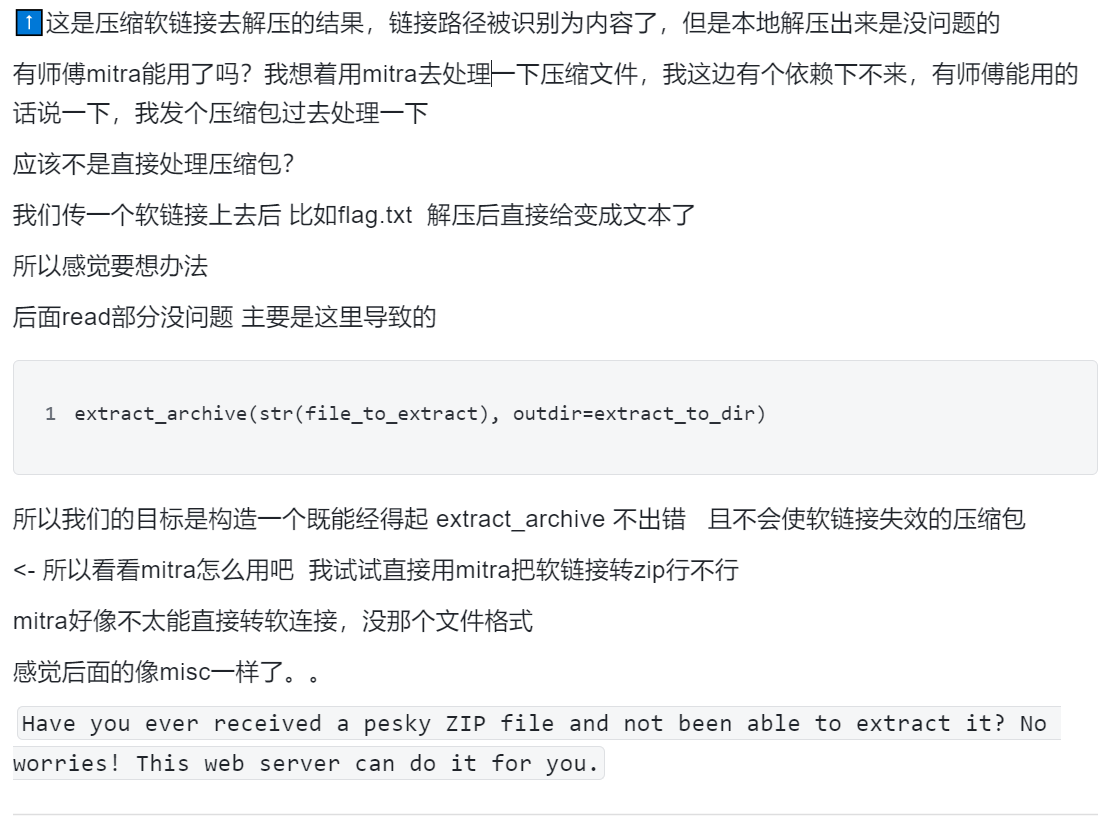 ⬆️这是压缩软链接去解压的结果，链接路径被识别为内容了，但是本地解压出来是没问题的
有师傅mitra能用了吗？我想着用mitra去处理一下压缩文件，我这边有个依赖下不来，有师傅能用的
话说一下，我发个压缩包过去处理一下
应该不是直接处理压缩包？
我们传一个软链接上去后 比如flag.txt  解压后直接给变成文本了
所以感觉要想办法
后面read部分没问题 主要是这里导致的
1 extract_archive(str(file_to_extract), outdir=extract_to_dir)
所以我们的目标是构造一个既能经得起 extract_archive 不出错   且不会使软链接失效的压缩包
<- 所以看看mitra怎么用吧  我试试直接用mitra把软链接转zip行不行
mitra好像不太能直接转软连接，没那个文件格式
感觉后面的像misc一样了。。
Have you ever received a pesky ZIP file and not been able to extract it? No
worries! This web server can do it for you.